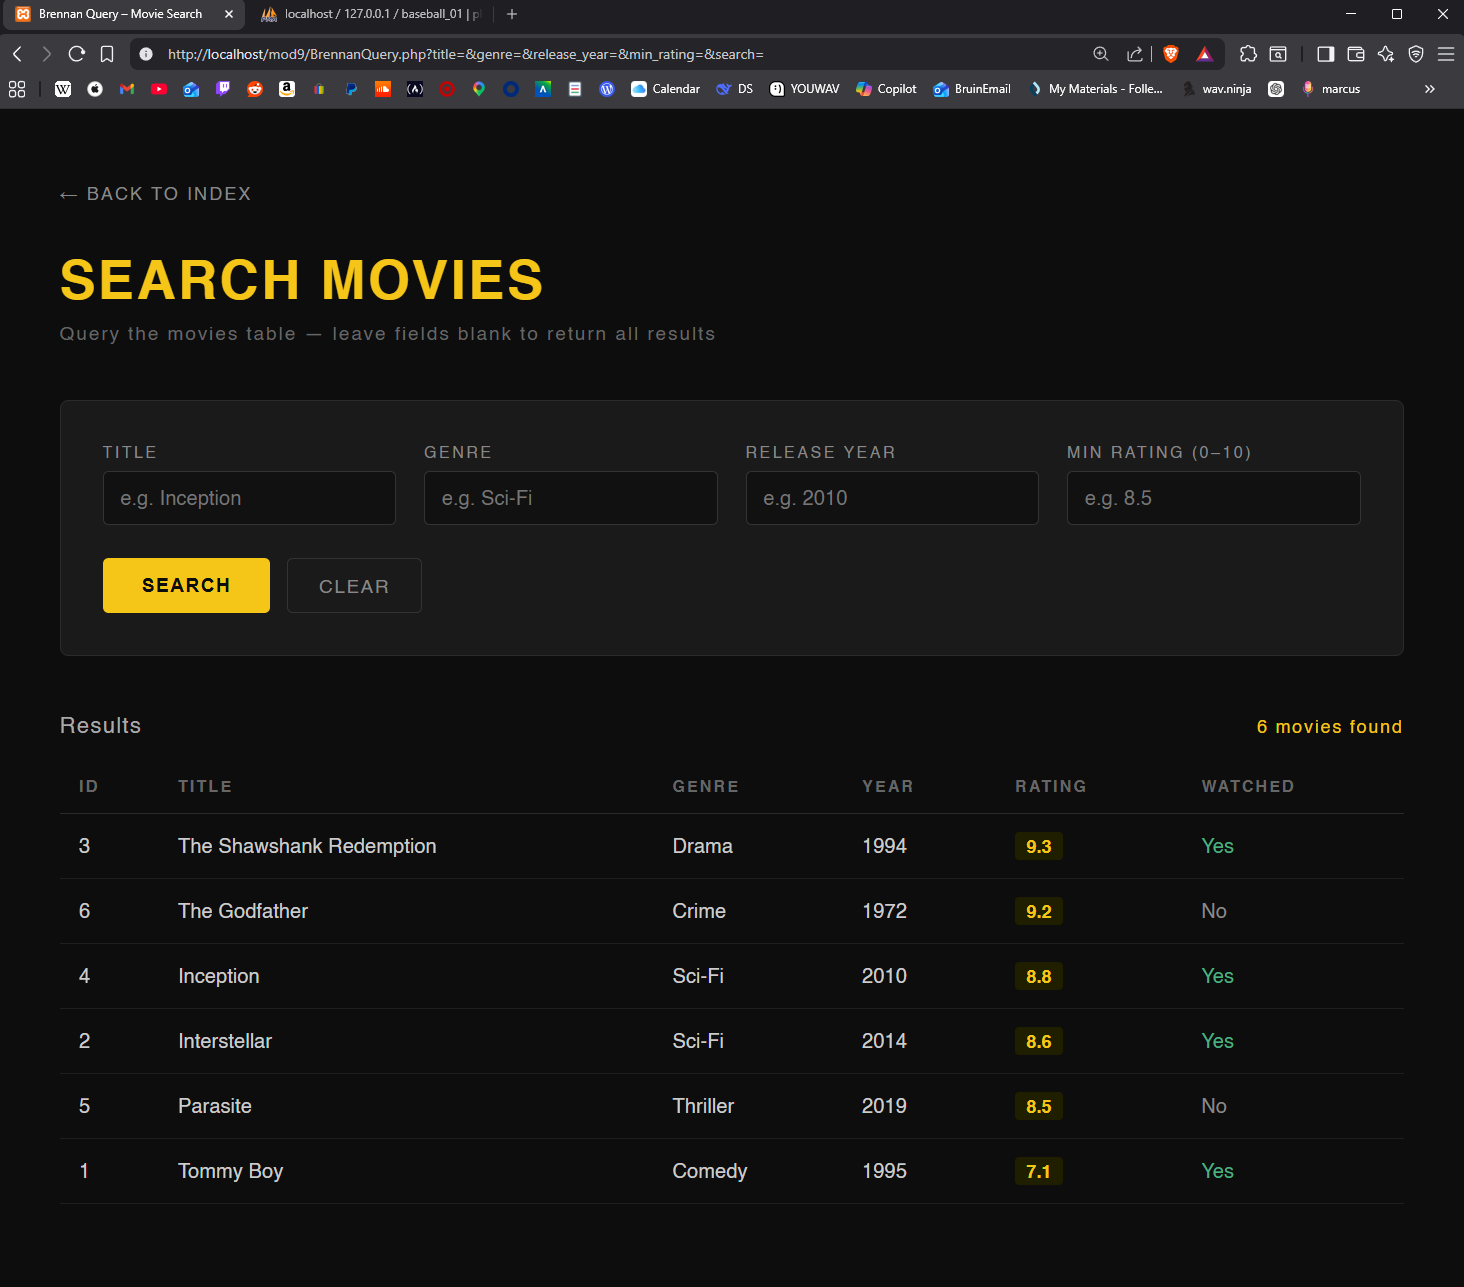 Brennan Query – Movie Search
localhost / 127.0.0.1 / baseball_01 | p
http://localhost/mod9/BrennanQuery.php?title=&genre=&release_year=&min_rating=&search=
Calendar DS YOUWAV Copilot BruinEmail My Materials - Folle... wav.ninja marcus
← BACK TO INDEX
SEARCH MOVIES
Query the movies table — leave fields blank to return all results
TITLE GENRE RELEASE YEAR MIN RATING (0–10)
e.g. Inception e.g. Sci-Fi e.g. 2010 e.g. 8.5
SEARCH CLEAR
Results 6 movies found
ID TITLE GENRE YEAR RATING WATCHED
3 The Shawshank Redemption Drama 1994 9.3 Yes
6 The Godfather Crime 1972 9.2 No
4 Inception Sci-Fi 2010 8.8 Yes
2 Interstellar Sci-Fi 2014 8.6 Yes
5 Parasite Thriller 2019 8.5 No
1 Tommy Boy Comedy 1995 7.1 Yes